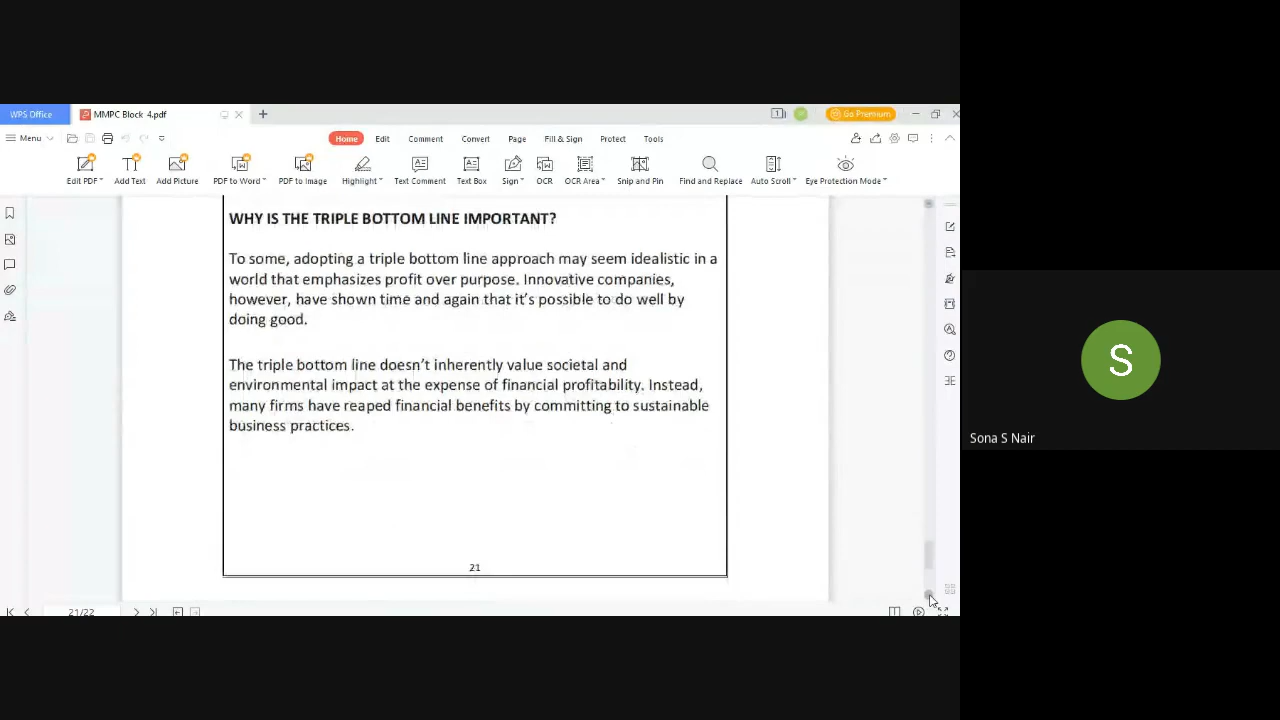 WPS Office
MMPC Block 4.pdf
Go Premium
Menu
Home Edit Comment Convert Page Fill & Sign Protect Tools
Edit PDF Add Text Add Picture PDF to Word PDF to Image Highlight Text Comment Text Box Sign OCR OCR Area Snip and Pin Find and Replace Auto Scroll Eye Protection Mode
WHY IS THE TRIPLE BOTTOM LINE IMPORTANT?
To some, adopting a triple bottom line approach may seem idealistic in a
world that emphasizes profit over purpose. Innovative companies,
however, have shown time and again that it’s possible to do well by
doing good.
The triple bottom line doesn’t inherently value societal and
environmental impact at the expense of financial profitability. Instead,
many firms have reaped financial benefits by committing to sustainable
business practices.
21
21/22
S
Sona S Nair